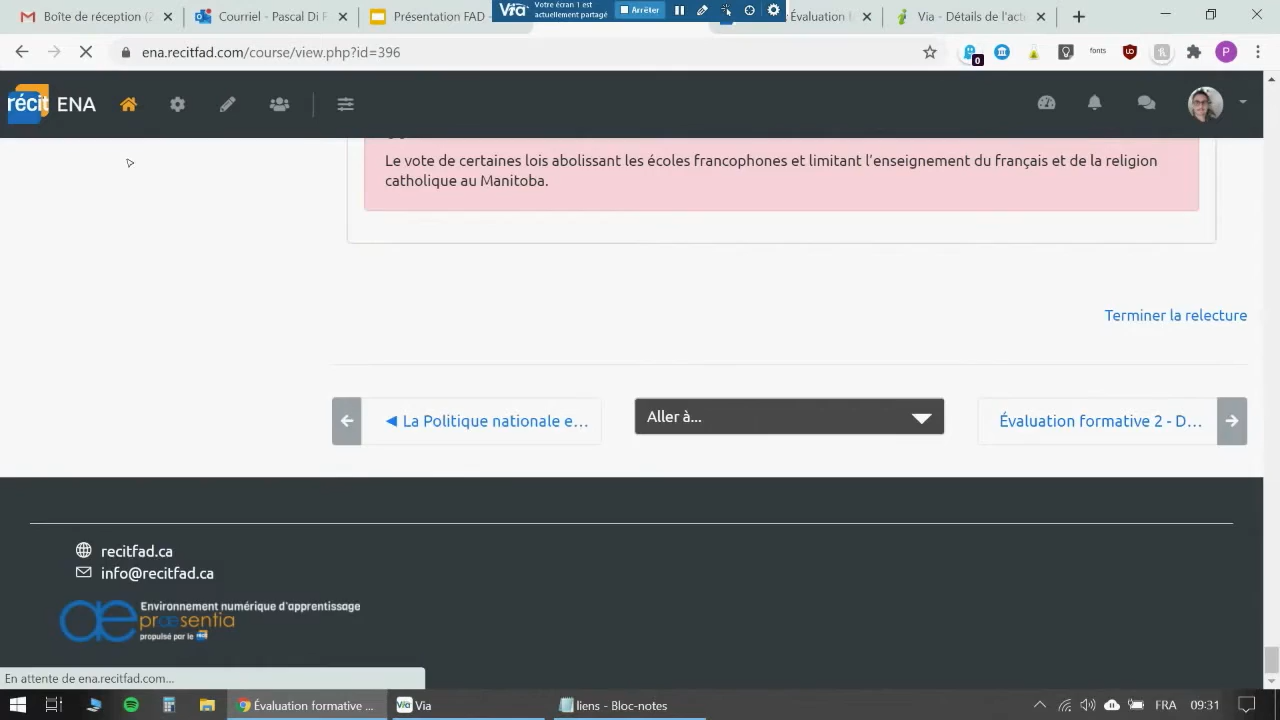 Boîte de réception (2
Courriel - Pascal Di F
Présentation FAD -
Via
Votre écran 1 est
actuellement partagé
Arrêter
Évaluation f
Via - Détails de l'acti
ena.recitfad.com/course/view.php?id=396
0
fonts
P
récit ENA
Le vote de certaines lois abolissant les écoles francophones et limitant l'enseignement du français et de la religion
catholique au Manitoba.
Terminer la relecture
◄ La Politique nationale e...
Aller à...
Évaluation formative 2 - D...
recitfad.ca
info@recitfad.ca
Environnement numérique d'apprentissage
præsentia
propulsé par le
En attente de ena.recitfad.com...
Évaluation formative ...
Via
liens - Bloc-notes
FRA
09:31